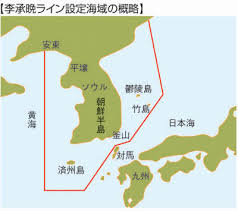 【李承晩ライン設定海域の概略】
安東
平壌
ソウル
朝鮮半島
鬱陵島
竹島
黄海
日本海
釜山
済州島
対馬
九州